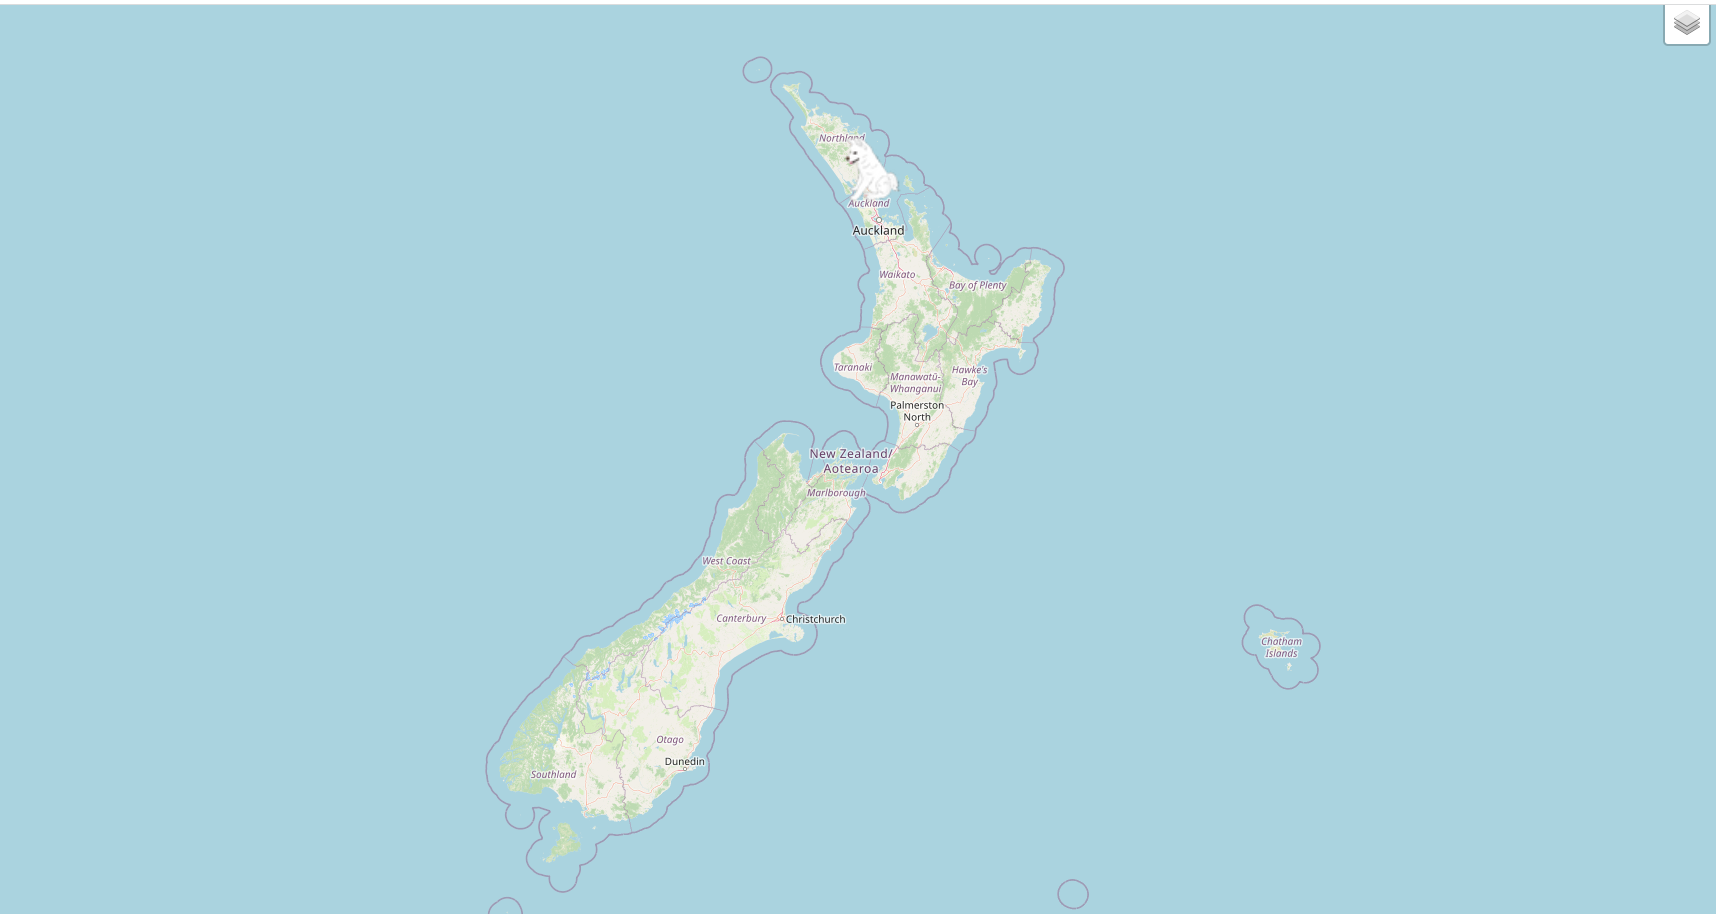 Northland
Auckland
Auckland
Waikato
Bay of Plenty
Taranaki
Hawke's
Bay
Manawatū-
Whanganui
Palmerston
North
New Zealand/
Aotearoa
Marlborough
West Coast
Canterbury
Christchurch
Chatham
Islands
Otago
Dunedin
Southland